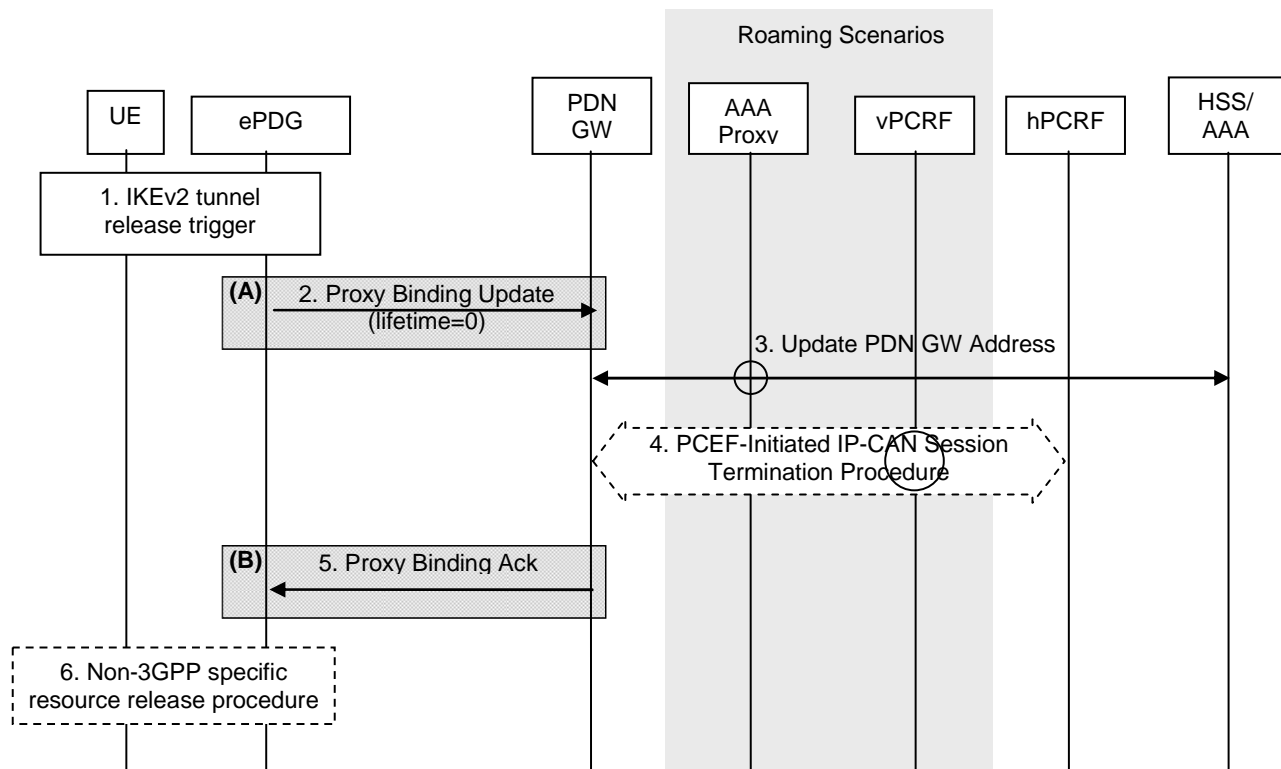 Roaming Scenarios
UE
ePDG
PDN
GW
AAA
Proxy
vPCRF
hPCRF
HSS/
AAA
1. IKEv2 tunnel
release trigger
(A)
2. Proxy Binding Update
(lifetime=0)
3. Update PDN GW Address
4. PCEF-Initiated IP-CAN Session
Termination Procedure
(B)
5. Proxy Binding Ack
6. Non-3GPP specific
resource release procedure